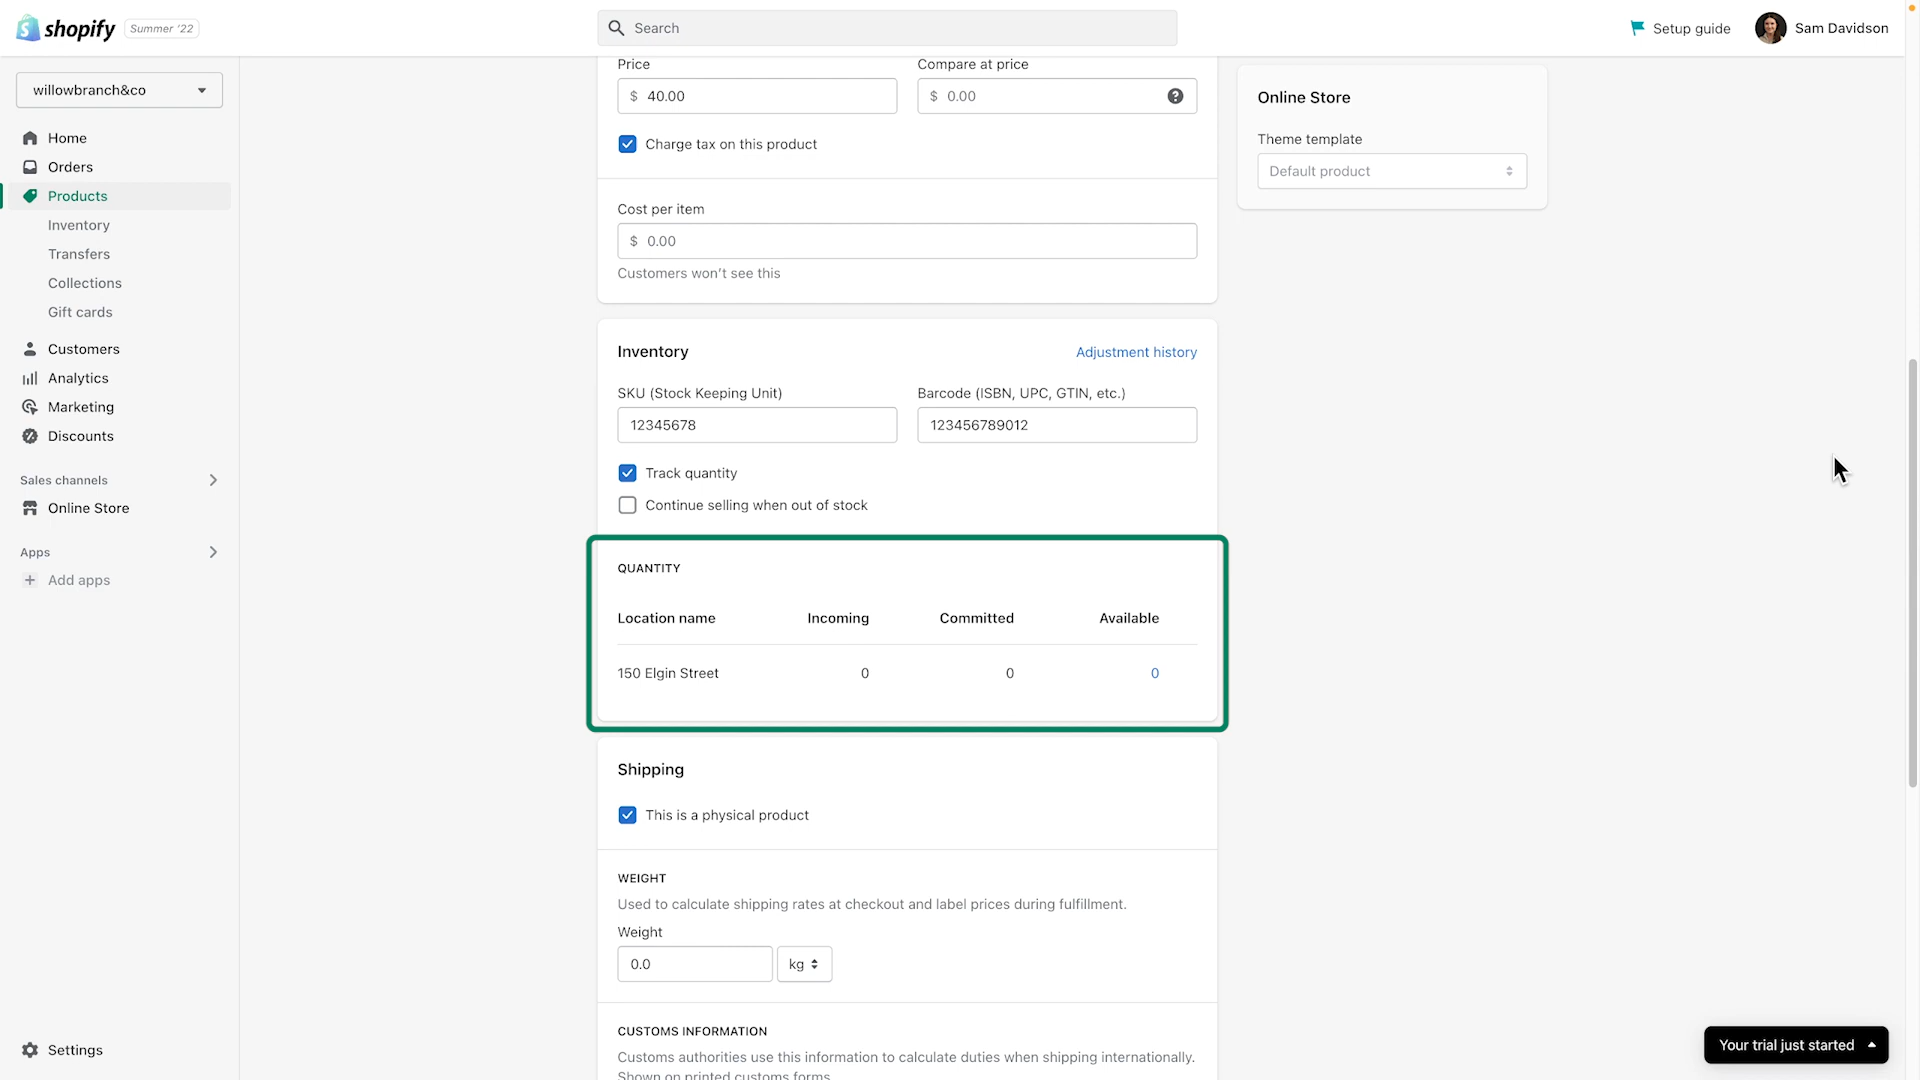 shopify
Summer '22
Search
Setup guide
Sam Davidson
willowbranch&co
Home
Orders
Products
Inventory
Transfers
Collections
Gift cards
Customers
Analytics
Marketing
Discounts
Sales channels
Online Store
Apps
+ Add apps
Settings
Price
Compare at price
$ 40.00
$ 0.00
?
Charge tax on this product
Cost per item
$ 0.00
Customers won't see this
Inventory
Adjustment history
SKU (Stock Keeping Unit)
Barcode (ISBN, UPC, GTIN, etc.)
12345678
123456789012
Track quantity
Continue selling when out of stock
QUANTITY
Location name Incoming Committed Available
150 Elgin Street 0 0 0
Shipping
This is a physical product
WEIGHT
Used to calculate shipping rates at checkout and label prices during fulfillment.
Weight
0.0
kg
CUSTOMS INFORMATION
Customs authorities use this information to calculate duties when shipping internationally.
Shown on printed customs forms.
Online Store
Theme template
Default product
Your trial just started